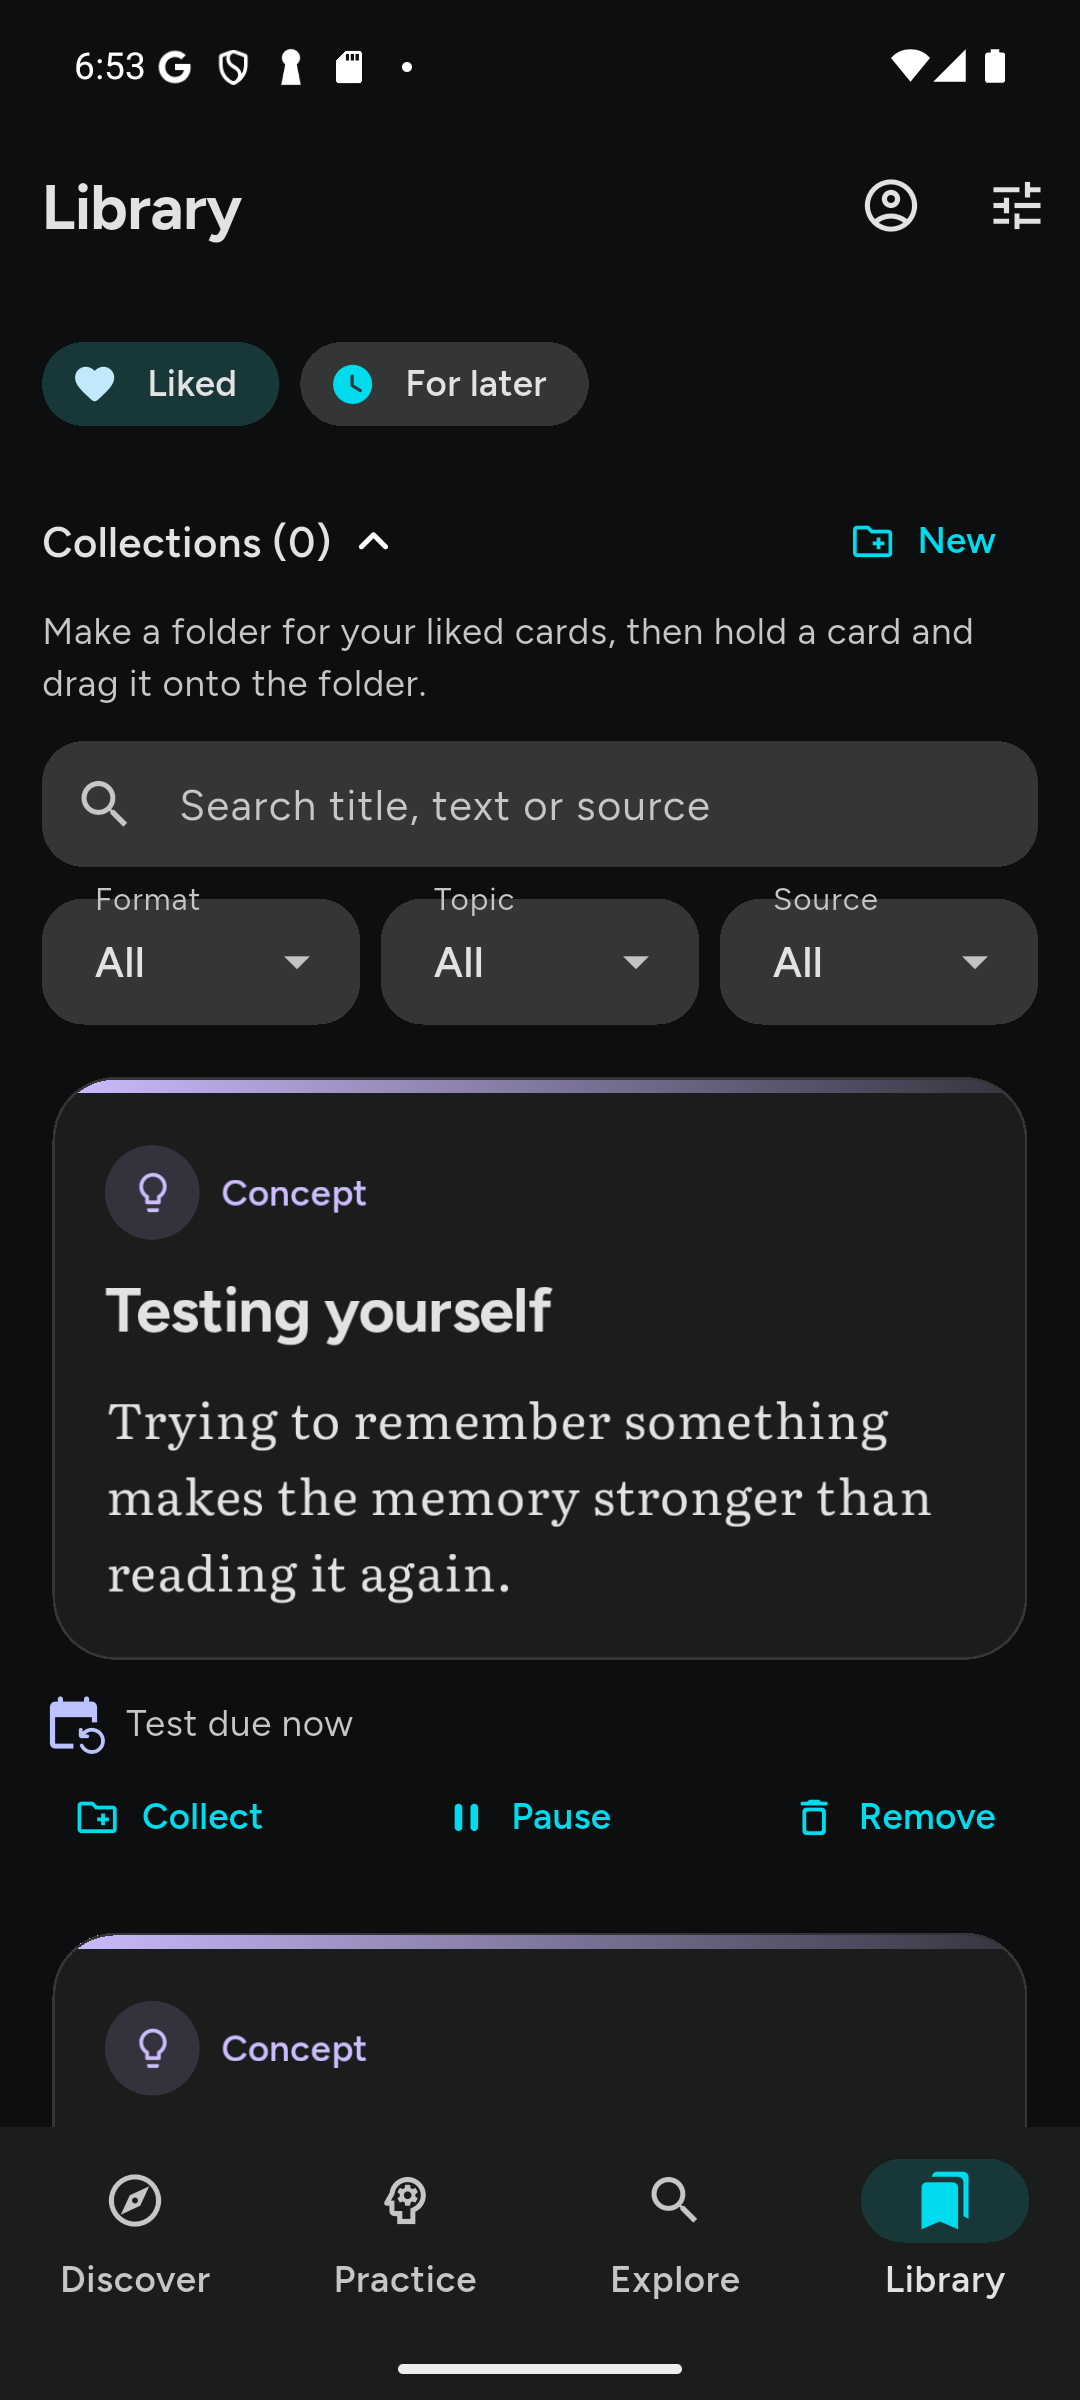 6:53
Library
Liked
For later
Collections (0)
New
Make a folder for your liked cards, then hold a card and
drag it onto the folder.
Search title, text or source
Format
Topic
Source
All
All
All
Concept
Testing yourself
Trying to remember something
makes the memory stronger than
reading it again.
Test due now
Collect
Pause
Remove
Concept
Discover
Practice
Explore
Library